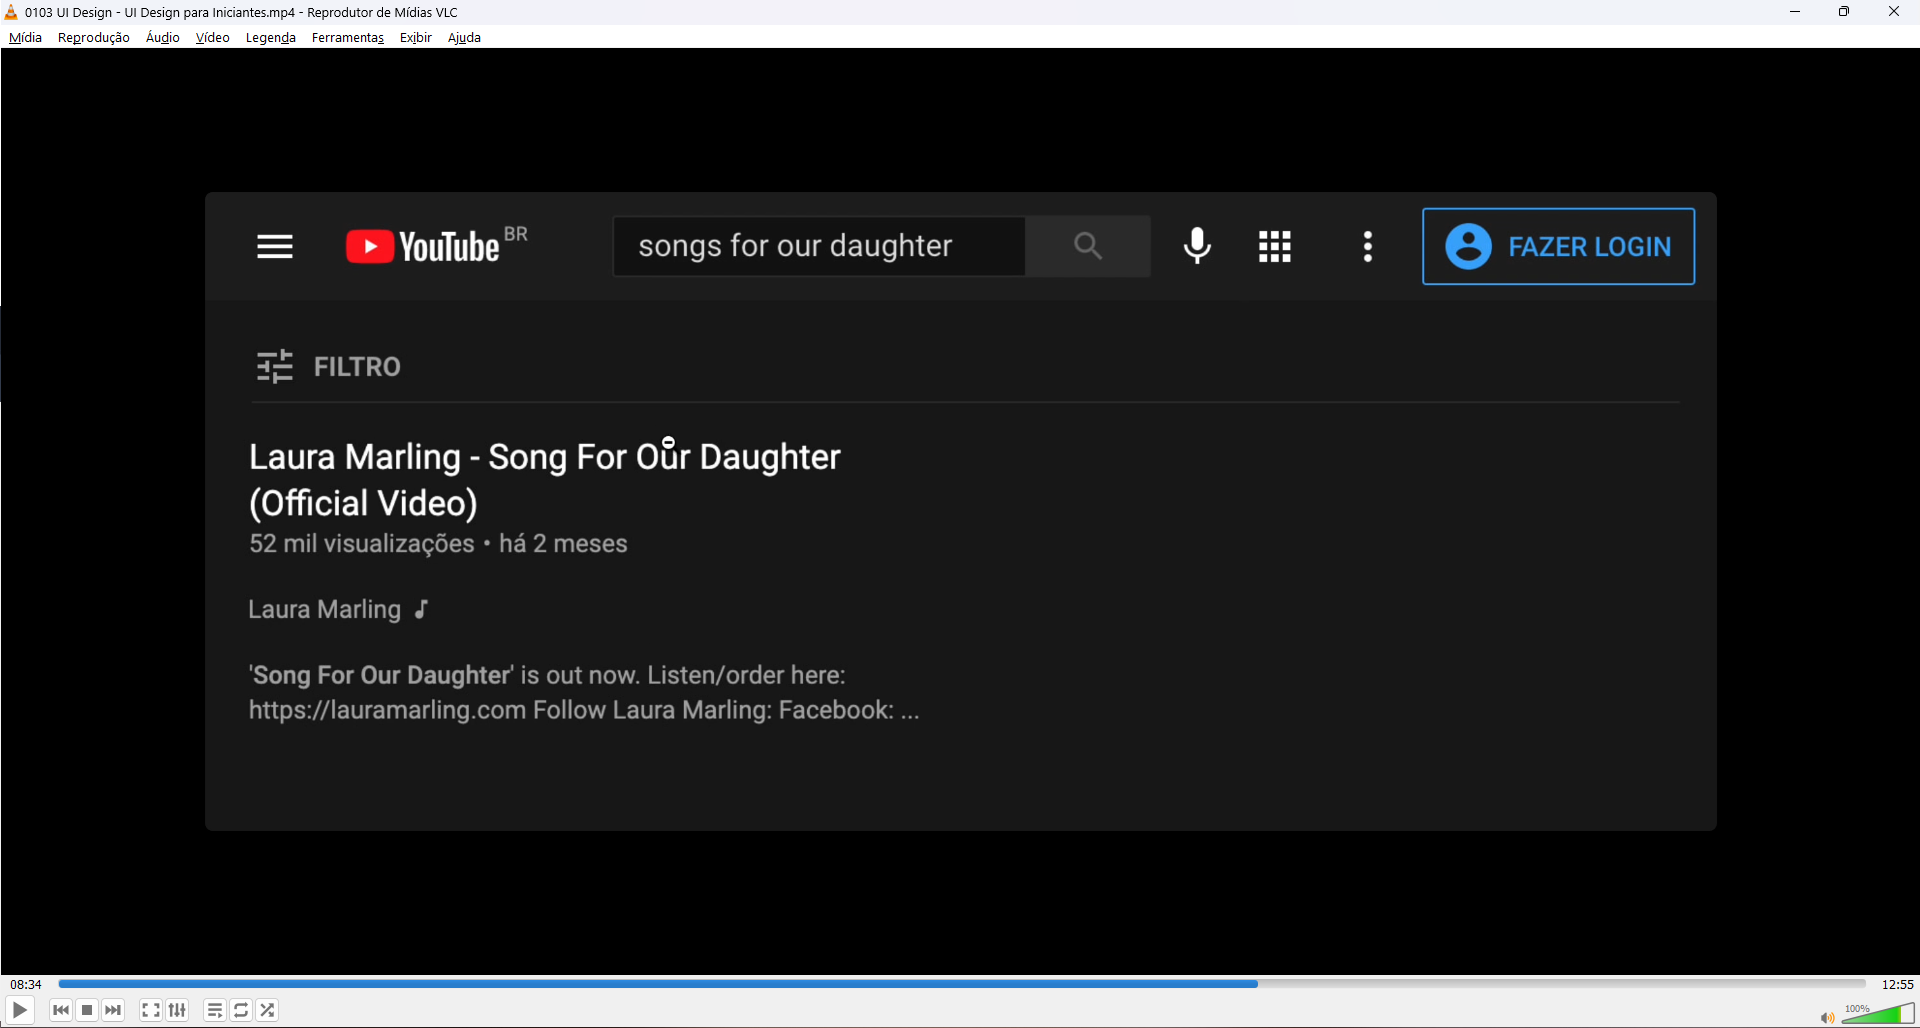 0103 UI Design - UI Design para Iniciantes.mp4 - Reprodutor de Mídias VLC
Mídia Reprodução Áudio Vídeo Legenda Ferramentas Exibir Ajuda
YouTube BR songs for our daughter FAZER LOGIN
FILTRO
Laura Marling - Song For Our Daughter
(Official Video)
52 mil visualizações • há 2 meses
Laura Marling
'Song For Our Daughter' is out now. Listen/order here:
https://lauramarling.com Follow Laura Marling: Facebook: ...
08:34 12:55
100%